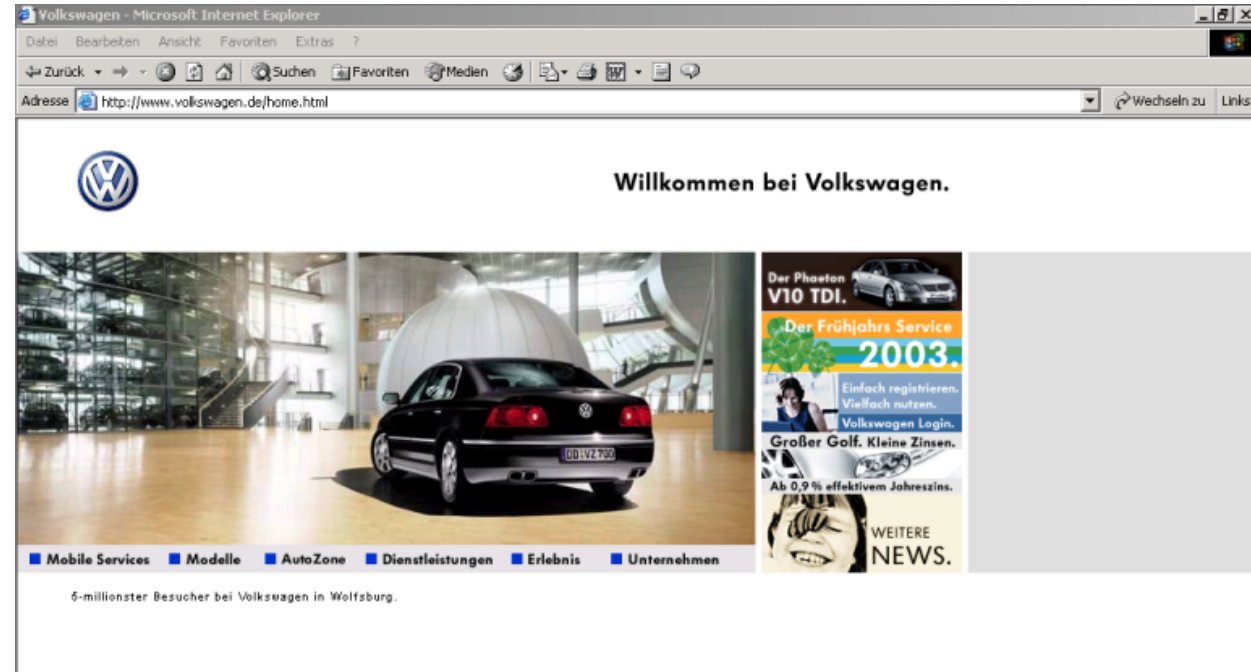 Volkswagen - Microsoft Internet Explorer
Datei Bearbeiten Ansicht Favoriten Extras ?
Zurück Suchen Favoriten Medien
Adresse http://www.volkswagen.de/home.html Wechseln zu Links
Willkommen bei Volkswagen.
Der Phaeton
V10 TDI.
Der Frühjahrs Service
2003.
Einfach registrieren.
Vielfach nutzen.
Volkswagen Login.
Großer Golf. Kleine Zinsen.
Ab 0,9 % effektivem Jahreszins.
WEITERE
NEWS.
DD:VZ 700
Mobile Services Modelle AutoZone Dienstleistungen Erlebnis Unternehmen
5-millionster Besucher bei Volkswagen in Wolfsburg.